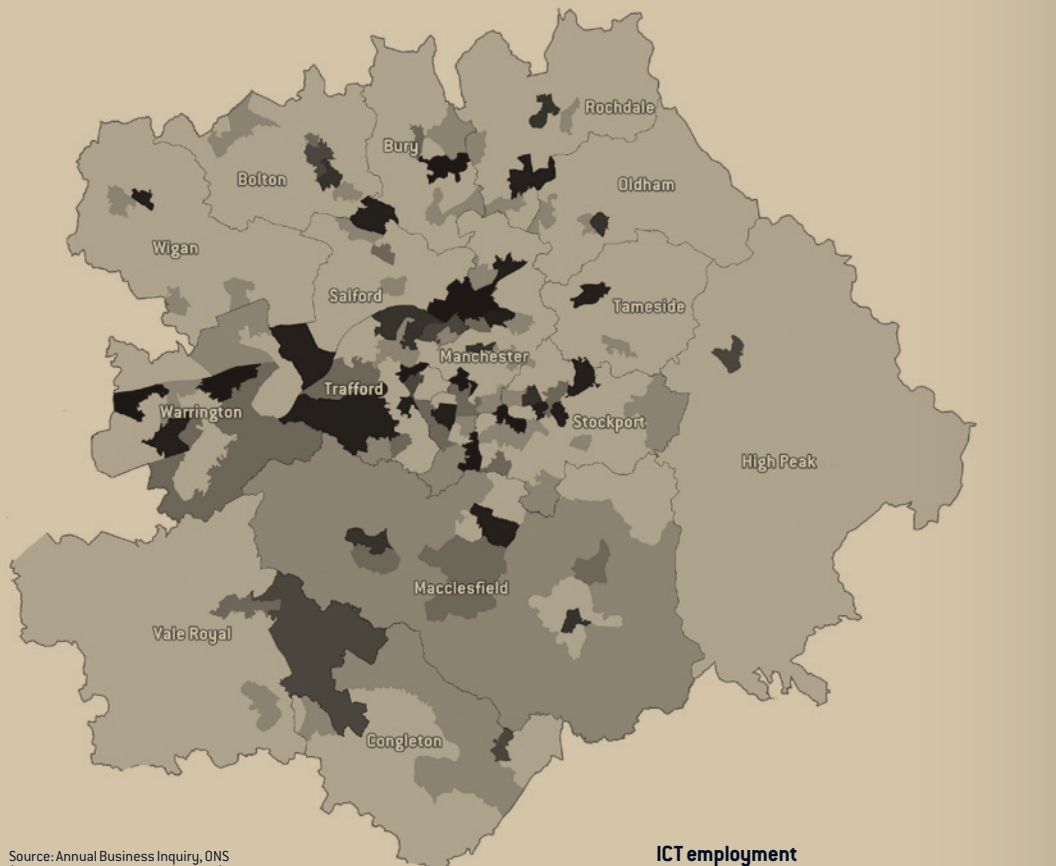 Rochdale
Bury
Bolton
Oldham
Wigan
Salford
Tameside
Manchester
Trafford
Warrington
Stockport
High Peak
Macclesfield
Vale Royal
Congleton
Source: Annual Business Inquiry, ONS
ICT employment